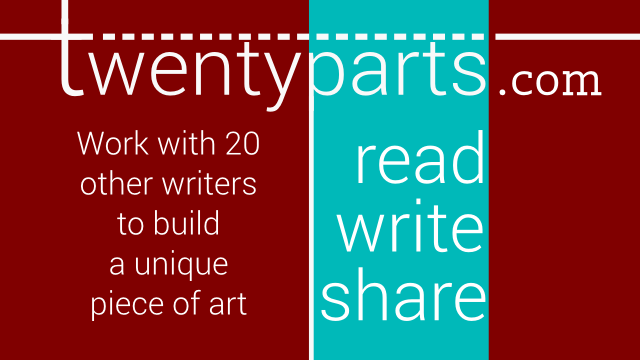 twentyparts.com
Work with 20
other writers
to build
a unique
piece of art
read
write
share